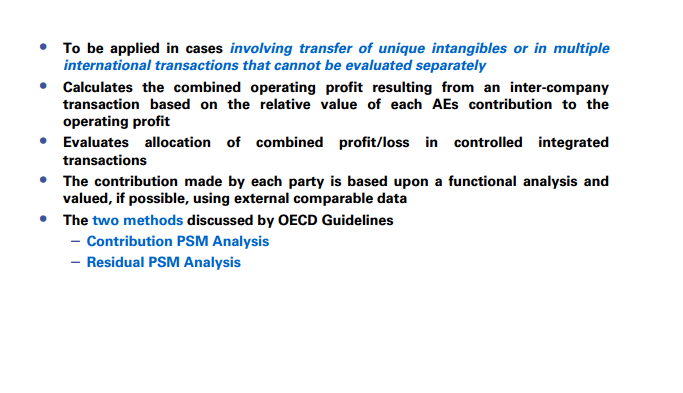 • To be applied in cases involving transfer of unique intangibles or in multiple
international transactions that cannot be evaluated separately
• Calculates the combined operating profit resulting from an inter-company
transaction based on the relative value of each AEs contribution to the
operating profit
• Evaluates allocation of combined profit/loss in controlled integrated
transactions
• The contribution made by each party is based upon a functional analysis and
valued, if possible, using external comparable data
• The two methods discussed by OECD Guidelines
– Contribution PSM Analysis
– Residual PSM Analysis